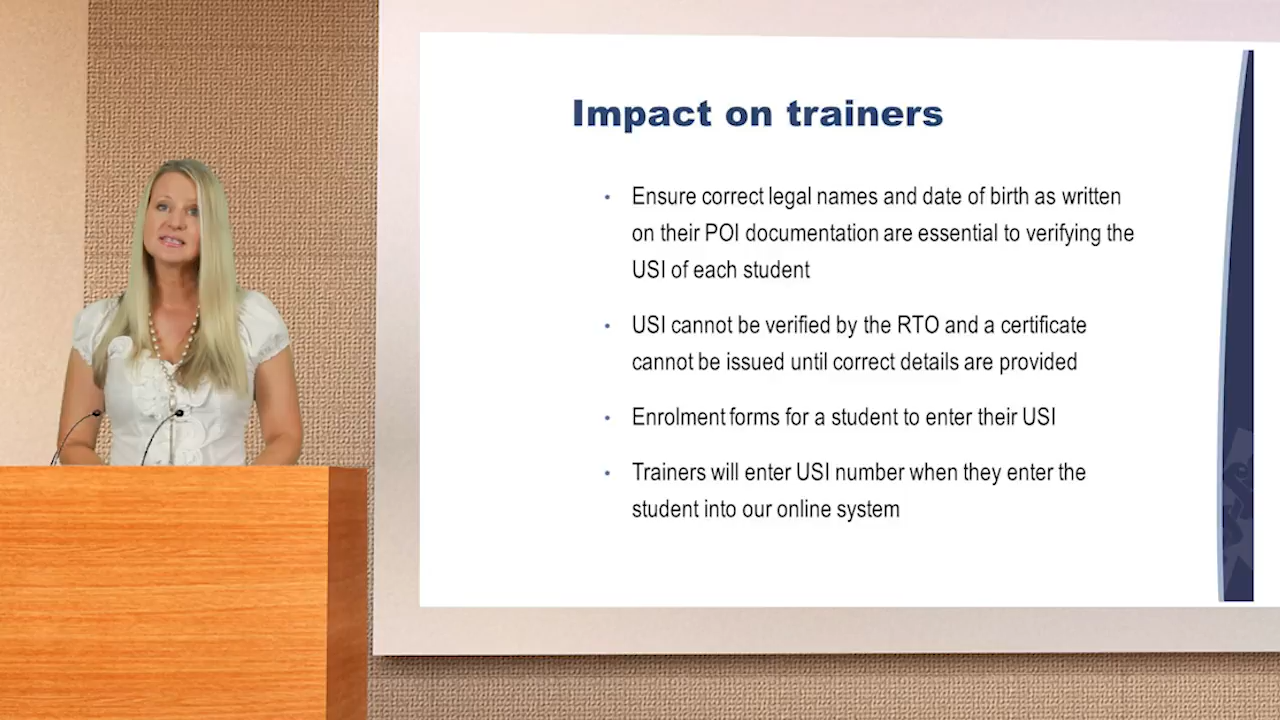 Impact on trainers
• Ensure correct legal names and date of birth as written
on their POI documentation are essential to verifying the
USI of each student
• USI cannot be verified by the RTO and a certificate
cannot be issued until correct details are provided
• Enrolment forms for a student to enter their USI
• Trainers will enter USI number when they enter the
student into our online system